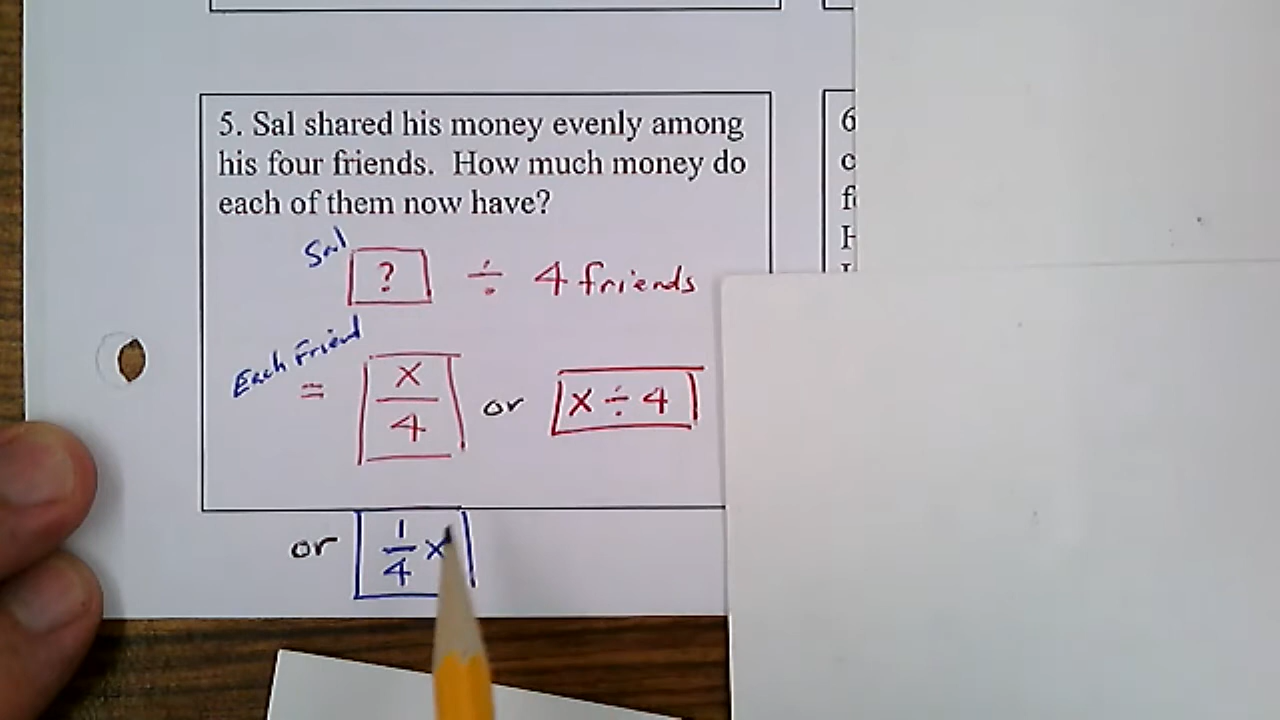 5. Sal shared his money evenly among
his four friends. How much money do
each of them now have?
Sal
? ÷ 4 friends
Each Friend
= x/4 or x ÷ 4
or 1/4 x
6
c
f
H